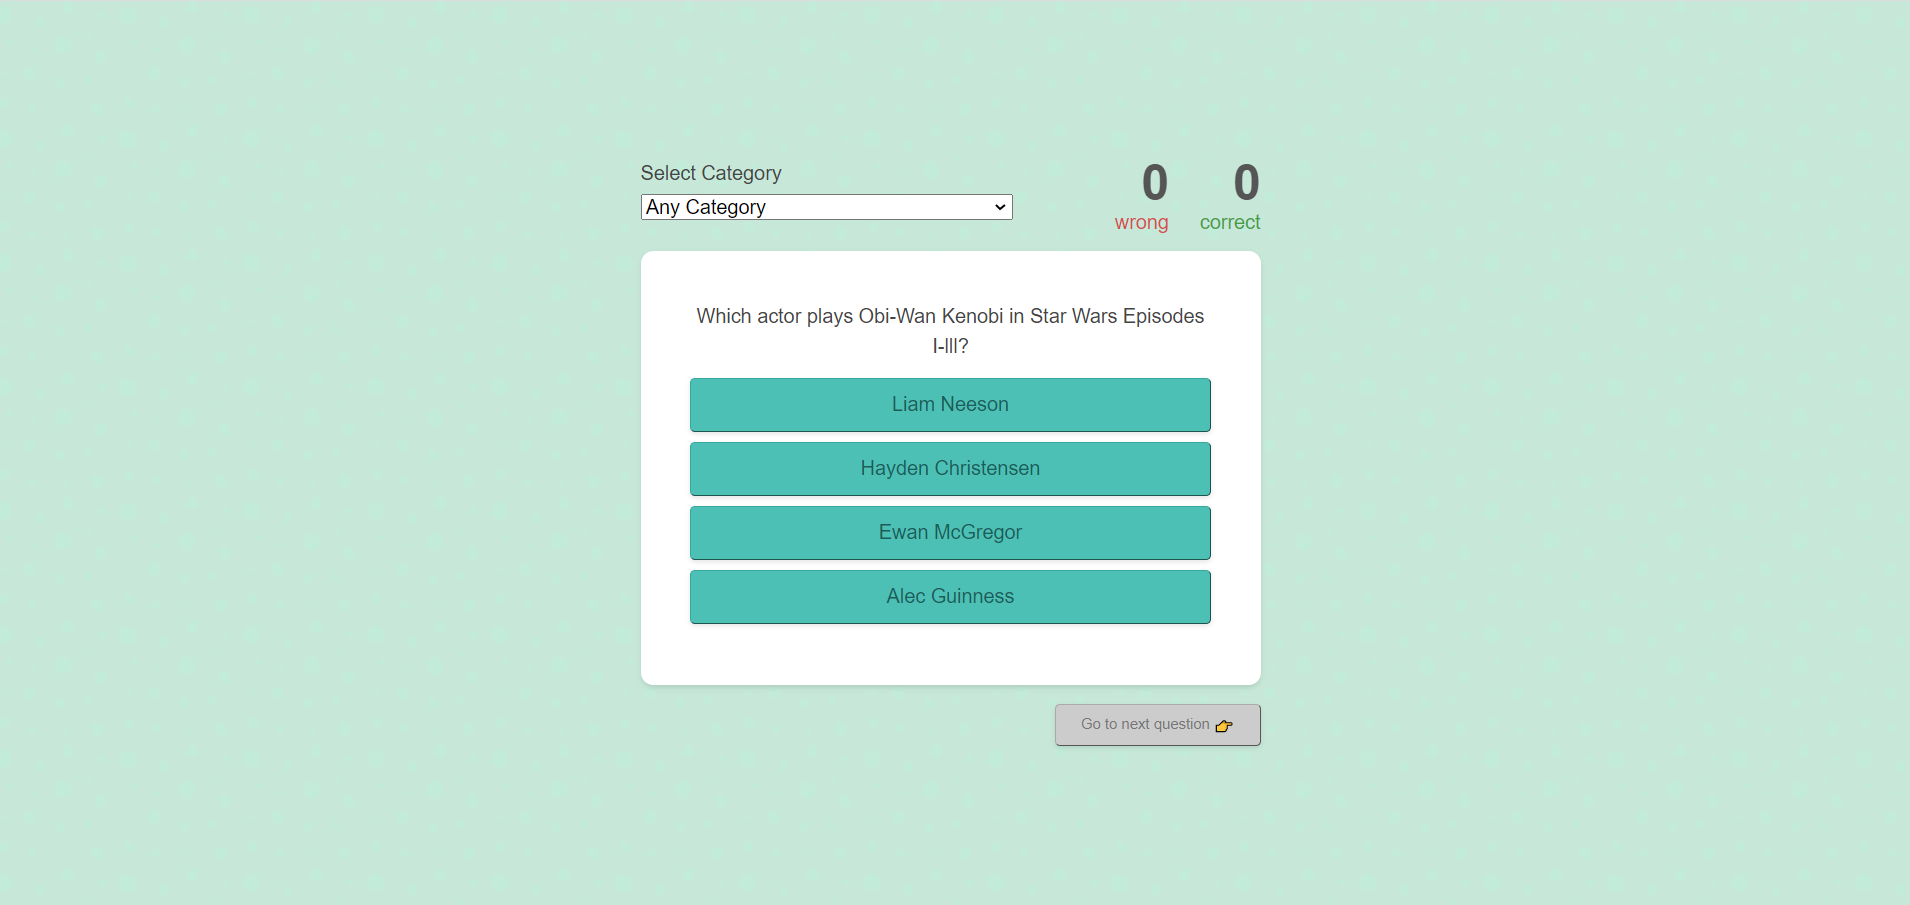 Select Category
Any Category
0
wrong
0
correct
Which actor plays Obi-Wan Kenobi in Star Wars Episodes
I-lll?
Liam Neeson
Hayden Christensen
Ewan McGregor
Alec Guinness
Go to next question 👉